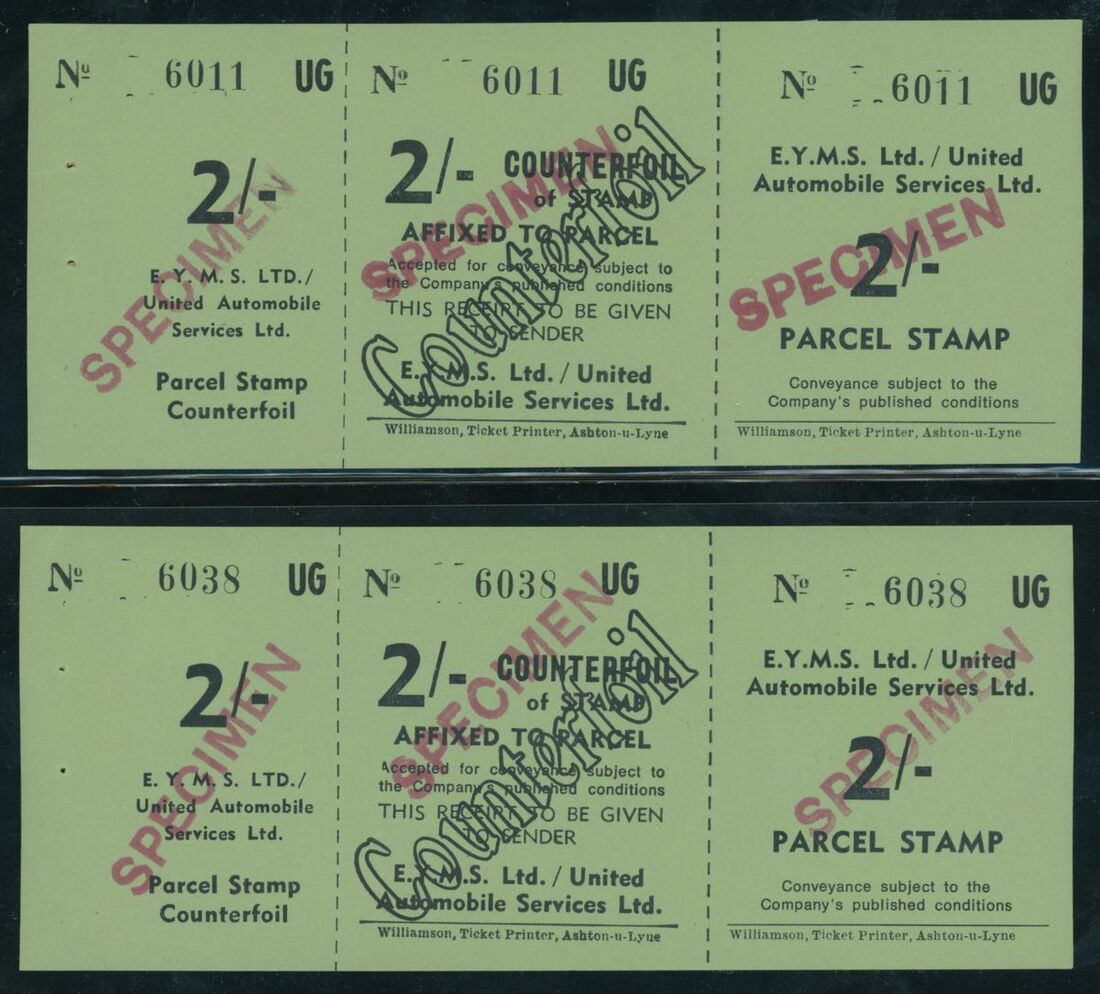 Nº 6011 UG
2/-
SPECIMEN
E. Y. M. S. LTD./
United Automobile
Services Ltd.
Parcel Stamp
Counterfoil
Nº 6011 UG
2/- COUNTERFOIL
of STAMP
AFFIXED TO PARCEL
SPECIMEN
Counterfoil
Accepted for conveyance subject to
the Company's published conditions
THIS RECEIPT TO BE GIVEN
TO SENDER
E.Y.M.S. Ltd. / United
Automobile Services Ltd.
Williamson, Ticket Printer, Ashton-u-Lyne
Nº 6011 UG
E.Y.M.S. Ltd. / United
Automobile Services Ltd.
SPECIMEN
2/-
PARCEL STAMP
Conveyance subject to the
Company's published conditions
Williamson, Ticket Printer, Ashton-u-Lyne
Nº 6038 UG
2/-
SPECIMEN
E. Y. M. S. LTD./
United Automobile
Services Ltd.
Parcel Stamp
Counterfoil
Nº 6038 UG
2/- COUNTERFOIL
of STAMP
AFFIXED TO PARCEL
SPECIMEN
Counterfoil
Accepted for conveyance subject to
the Company's published conditions
THIS RECEIPT TO BE GIVEN
TO SENDER
E.Y.M.S. Ltd. / United
Automobile Services Ltd.
Williamson, Ticket Printer, Ashton-u-Lyne
Nº 6038 UG
E.Y.M.S. Ltd. / United
Automobile Services Ltd.
SPECIMEN
2/-
PARCEL STAMP
Conveyance subject to the
Company's published conditions
Williamson, Ticket Printer, Ashton-u-Lyne